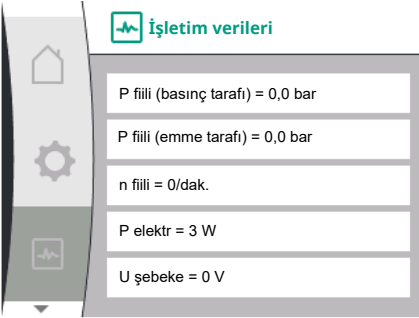 İşletim verileri
P fiili (basınç tarafı) = 0,0 bar
P fiili (emme tarafı) = 0,0 bar
n fiili = 0/dak.
P elektr = 3 W
U şebeke = 0 V